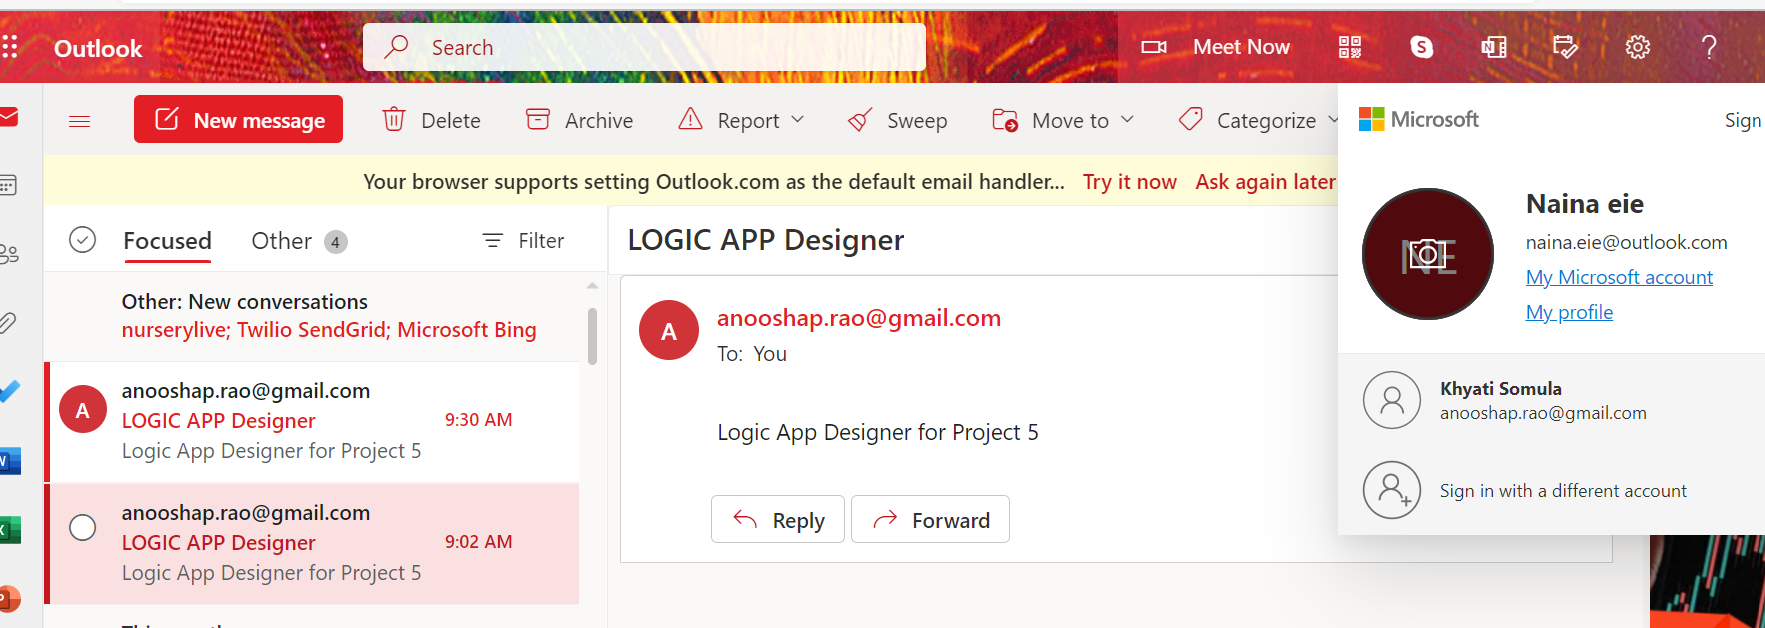 Outlook
Search
Meet Now
New message
Delete
Archive
Report
Sweep
Move to
Categorize
Your browser supports setting Outlook.com as the default email handler... Try it now Ask again later
Focused
Other 4
Filter
Other: New conversations
nurserylive; Twilio SendGrid; Microsoft Bing
A
anooshap.rao@gmail.com
LOGIC APP Designer 9:30 AM
Logic App Designer for Project 5
anooshap.rao@gmail.com
LOGIC APP Designer 9:02 AM
Logic App Designer for Project 5
LOGIC APP Designer
A
anooshap.rao@gmail.com
To: You
Logic App Designer for Project 5
Reply
Forward
Microsoft
Sign
NE
Naina eie
naina.eie@outlook.com
My Microsoft account
My profile
Khyati Somula
anooshap.rao@gmail.com
Sign in with a different account